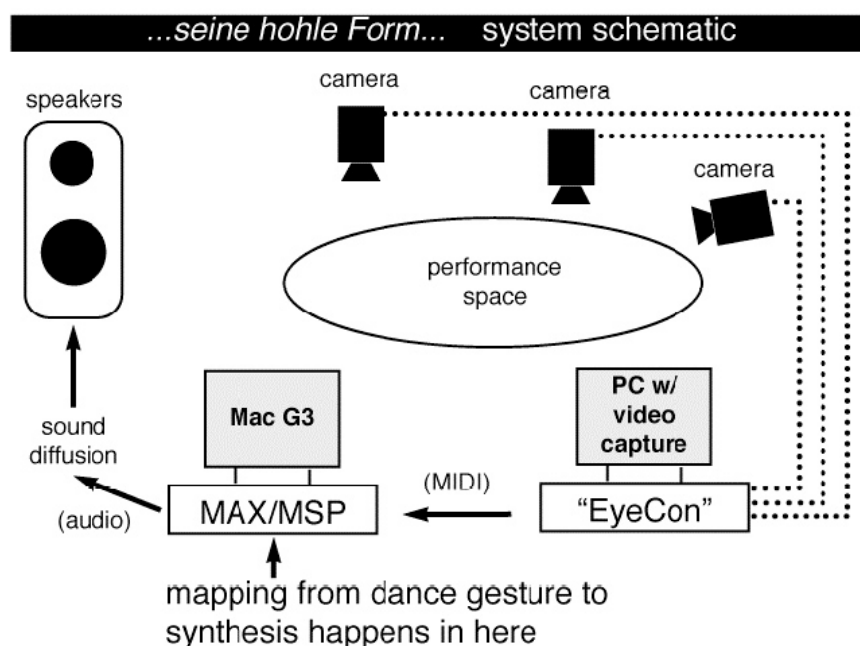 ...seine hohle Form... system schematic
camera
camera
speakers
camera
performance
space
Mac G3
PC w/
video
capture
sound
diffusion
(MIDI)
(audio)
MAX/MSP
“EyeCon”
mapping from dance gesture to
synthesis happens in here